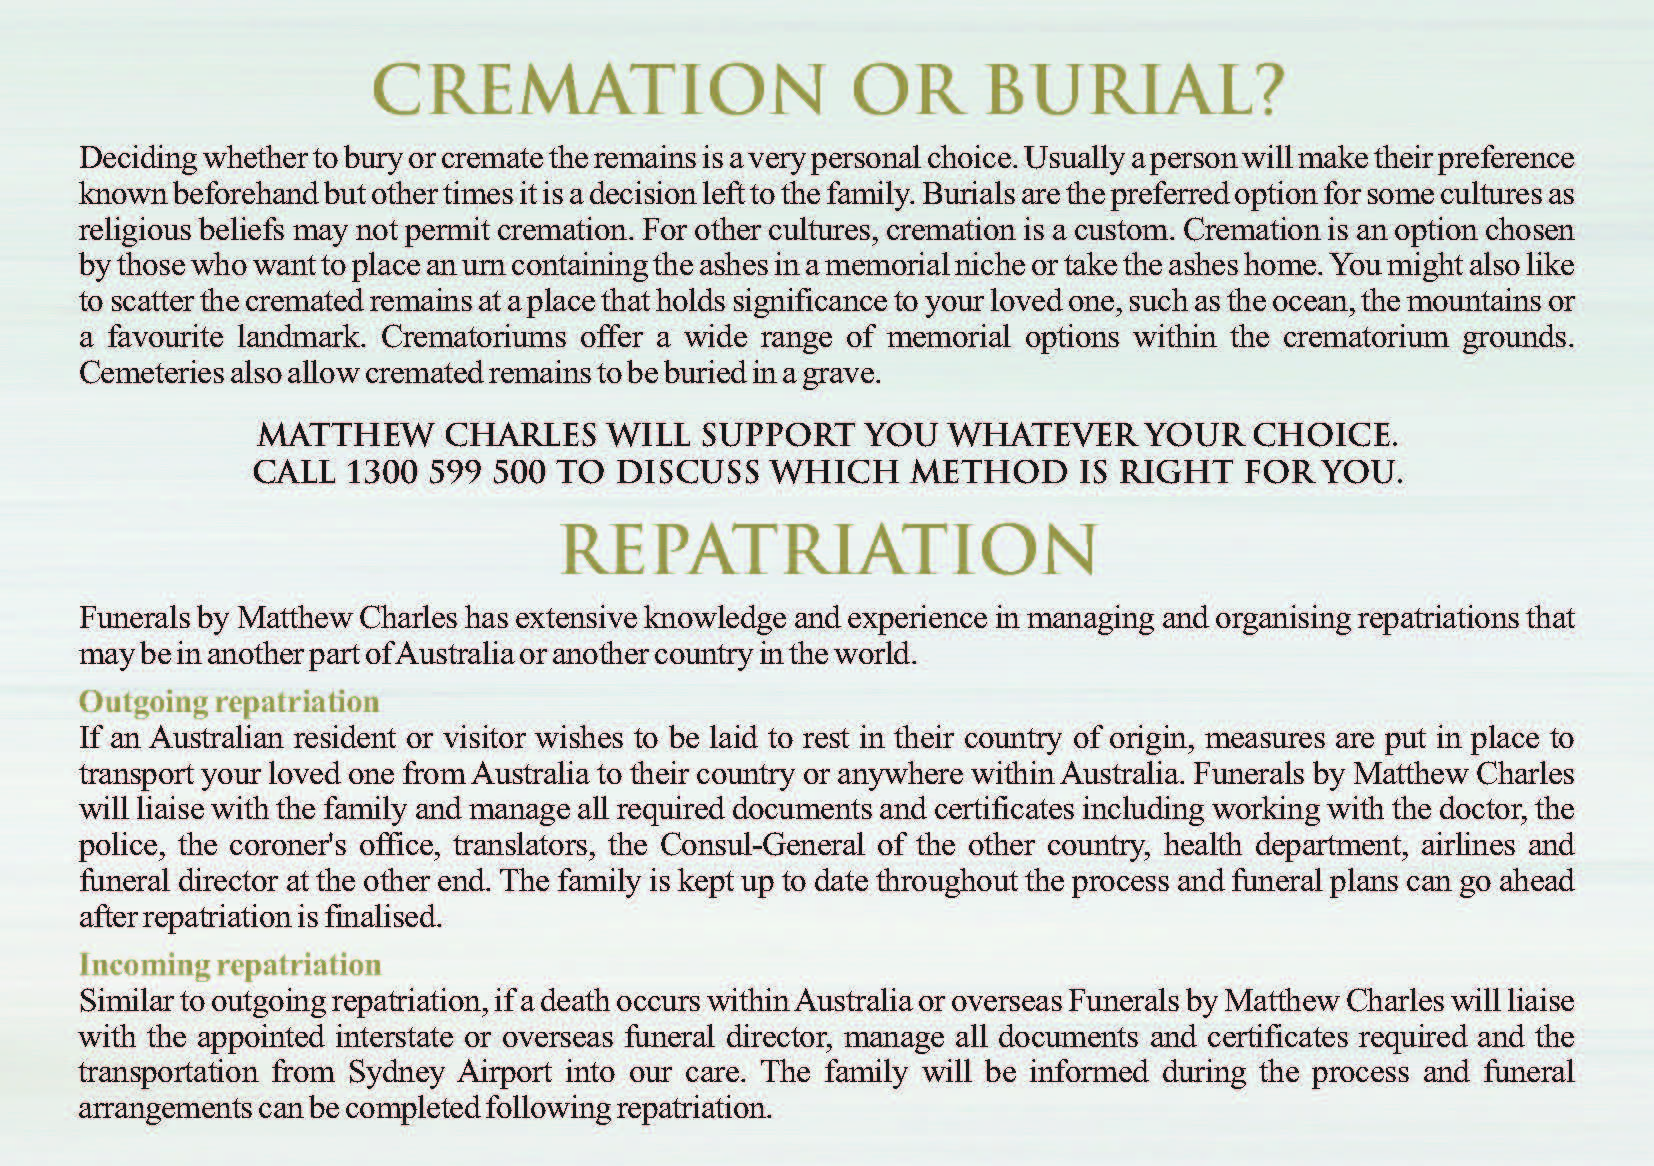 CREMATION OR BURIAL?
Deciding whether to bury or cremate the remains is a very personal choice. Usually a person will make their preference
known beforehand but other times it is a decision left to the family. Burials are the preferred option for some cultures as
religious beliefs may not permit cremation. For other cultures, cremation is a custom. Cremation is an option chosen
by those who want to place an urn containing the ashes in a memorial niche or take the ashes home. You might also like
to scatter the cremated remains at a place that holds significance to your loved one, such as the ocean, the mountains or
a favourite landmark. Crematoriums offer a wide range of memorial options within the crematorium grounds.
Cemeteries also allow cremated remains to be buried in a grave.
MATTHEW CHARLES WILL SUPPORT YOU WHATEVER YOUR CHOICE.
CALL 1300 599 500 TO DISCUSS WHICH METHOD IS RIGHT FOR YOU.
REPATRIATION
Funerals by Matthew Charles has extensive knowledge and experience in managing and organising repatriations that
may be in another part of Australia or another country in the world.
Outgoing repatriation
If an Australian resident or visitor wishes to be laid to rest in their country of origin, measures are put in place to
transport your loved one from Australia to their country or anywhere within Australia. Funerals by Matthew Charles
will liaise with the family and manage all required documents and certificates including working with the doctor, the
police, the coroner's office, translators, the Consul-General of the other country, health department, airlines and
funeral director at the other end. The family is kept up to date throughout the process and funeral plans can go ahead
after repatriation is finalised.
Incoming repatriation
Similar to outgoing repatriation, if a death occurs within Australia or overseas Funerals by Matthew Charles will liaise
with the appointed interstate or overseas funeral director, manage all documents and certificates required and the
transportation from Sydney Airport into our care. The family will be informed during the process and funeral
arrangements can be completed following repatriation.